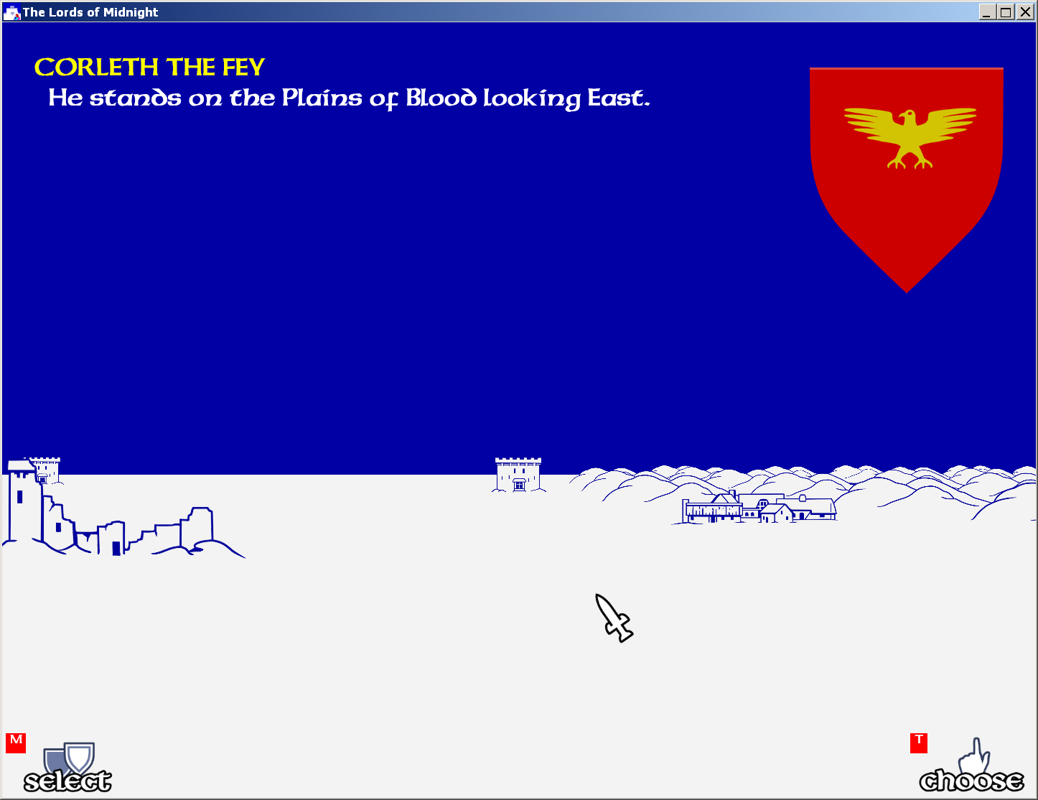 The Lords of Midnight
CORLETH THE FEY
He stands on the Plains of Blood looking East.
M
select
T
choose